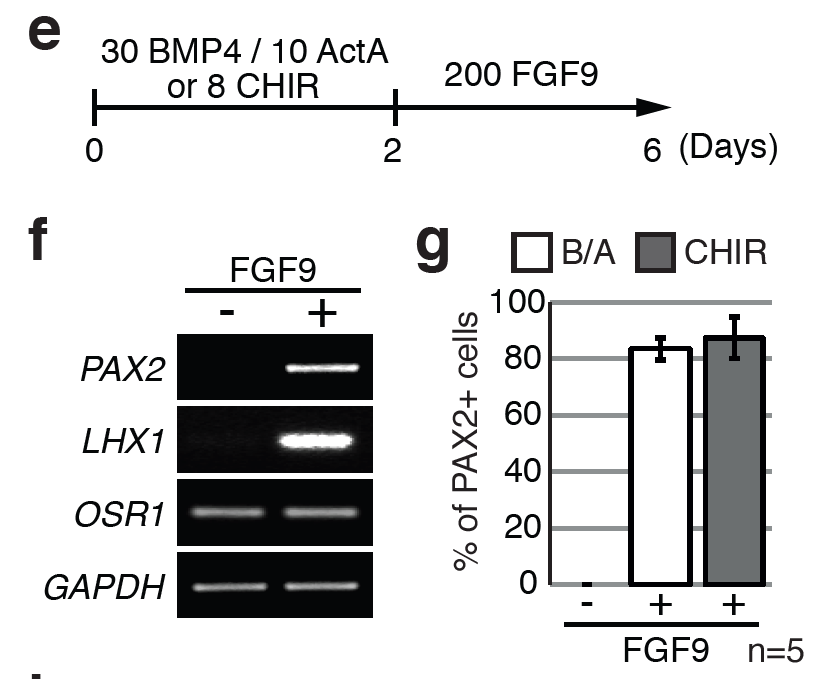 e
30 BMP4 / 10 ActA
or 8 CHIR
200 FGF9
0 2 6 (Days)
f
FGF9
- +
PAX2
LHX1
OSR1
GAPDH
g
B/A CHIR
% of PAX2+ cells
100
80
60
40
20
0
- + +
FGF9 n=5